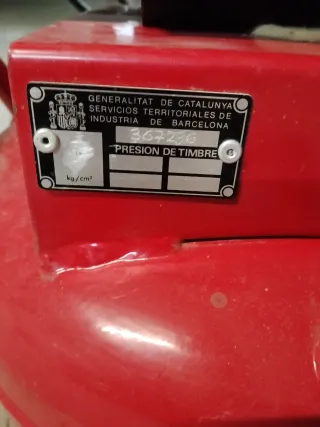 GENERALITAT DE CATALUNYA
SERVICIOS TERRITORIALES DE
INDUSTRIA DE BARCELONA
PRESION DE TIMBRE
kg/cm²